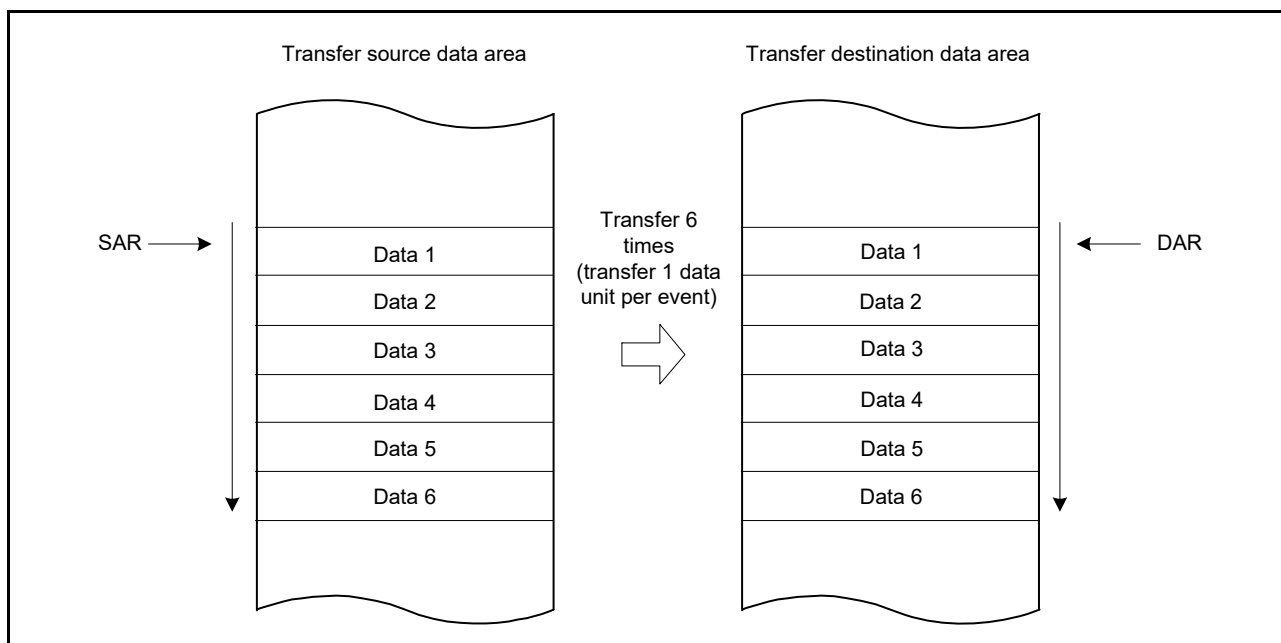 Transfer source data area
Transfer destination data area
SAR
Data 1
Data 2
Data 3
Data 4
Data 5
Data 6
Transfer 6
times
(transfer 1 data
unit per event)
Data 1
Data 2
Data 3
Data 4
Data 5
Data 6
DAR